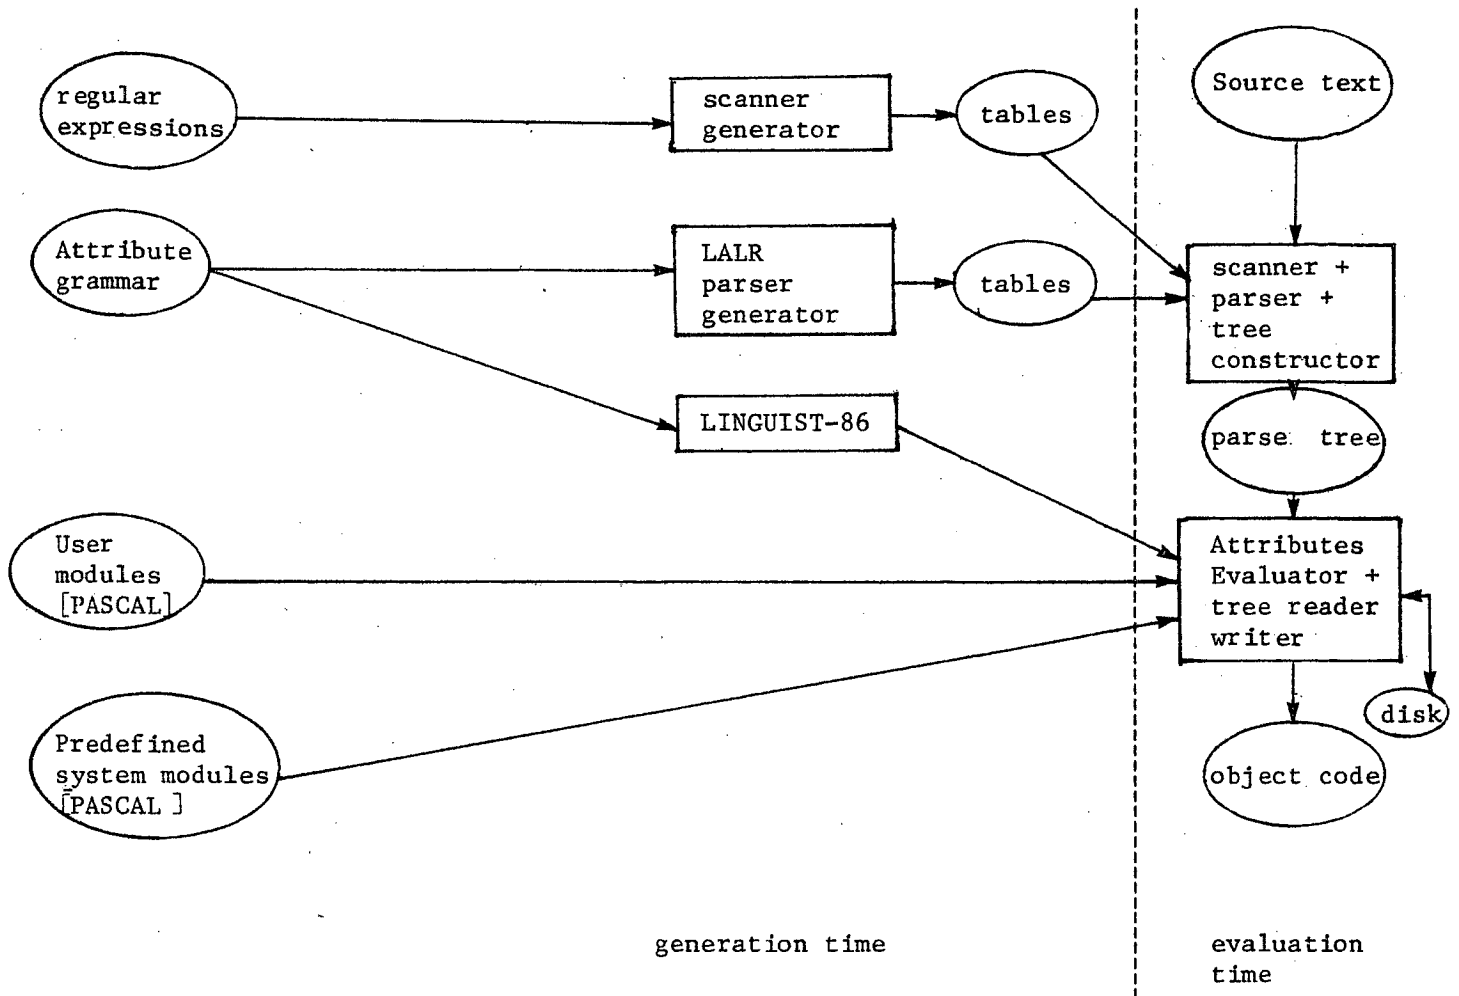 regular
expressions
scanner
generator
tables
Source text
Attribute
grammar
LALR
parser
generator
tables
scanner +
parser +
tree
constructor
LINGUIST-86
parse tree
User
modules
[PASCAL]
Attributes
Evaluator +
tree reader
writer
Predefined
system modules
[PASCAL ]
disk
object code
generation time
evaluation
time